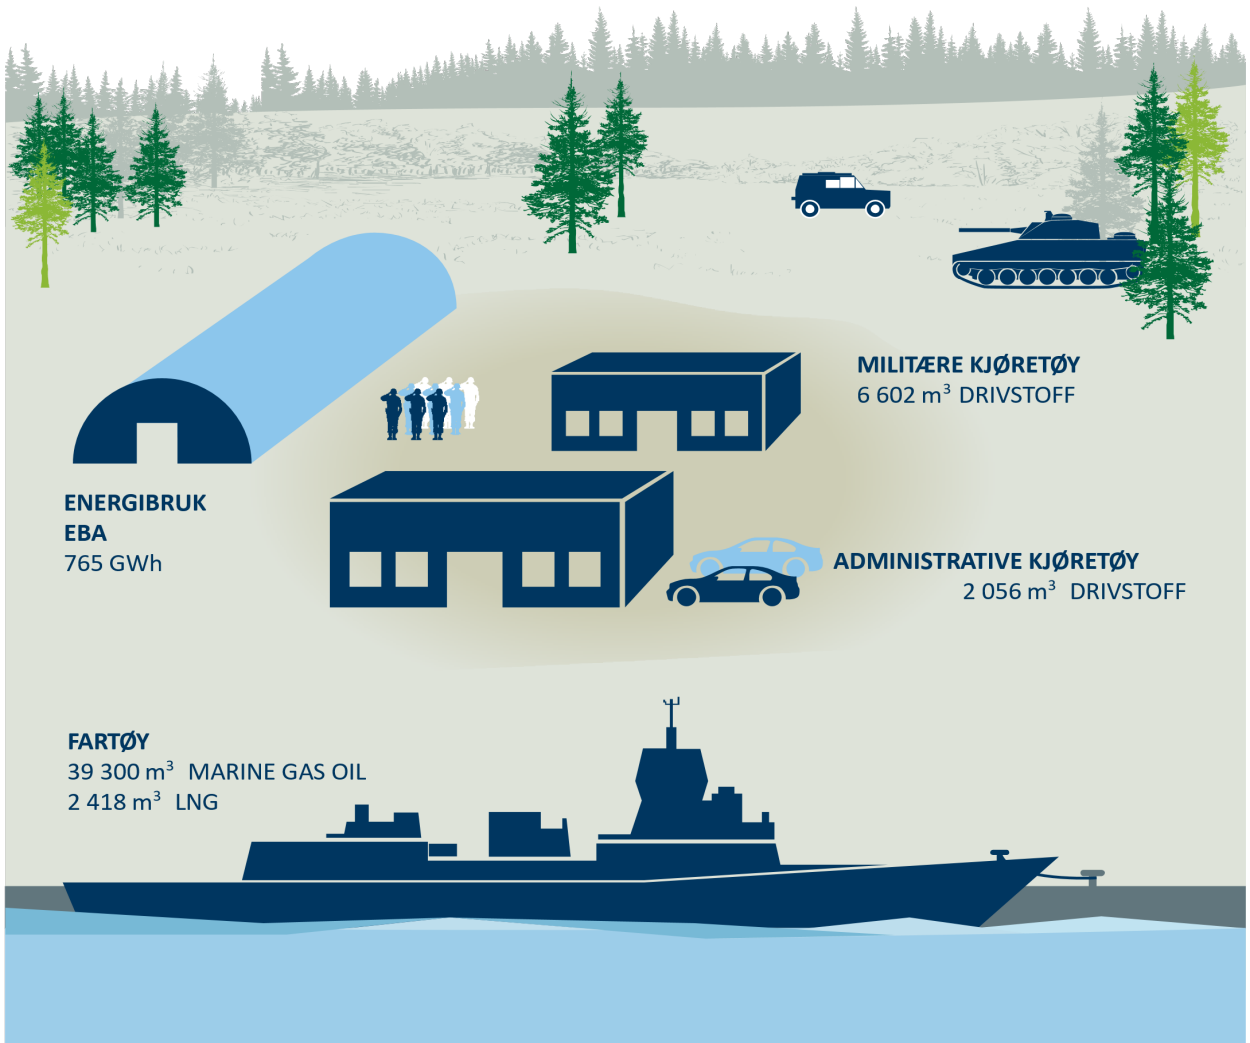 MILITÆRE KJØRETØY
6 602 m³ DRIVSTOFF
ENERGIBRUK
EBA
765 GWh
ADMINISTRATIVE KJØRETØY
2 056 m³ DRIVSTOFF
FARTØY
39 300 m³ MARINE GAS OIL
2 418 m³ LNG